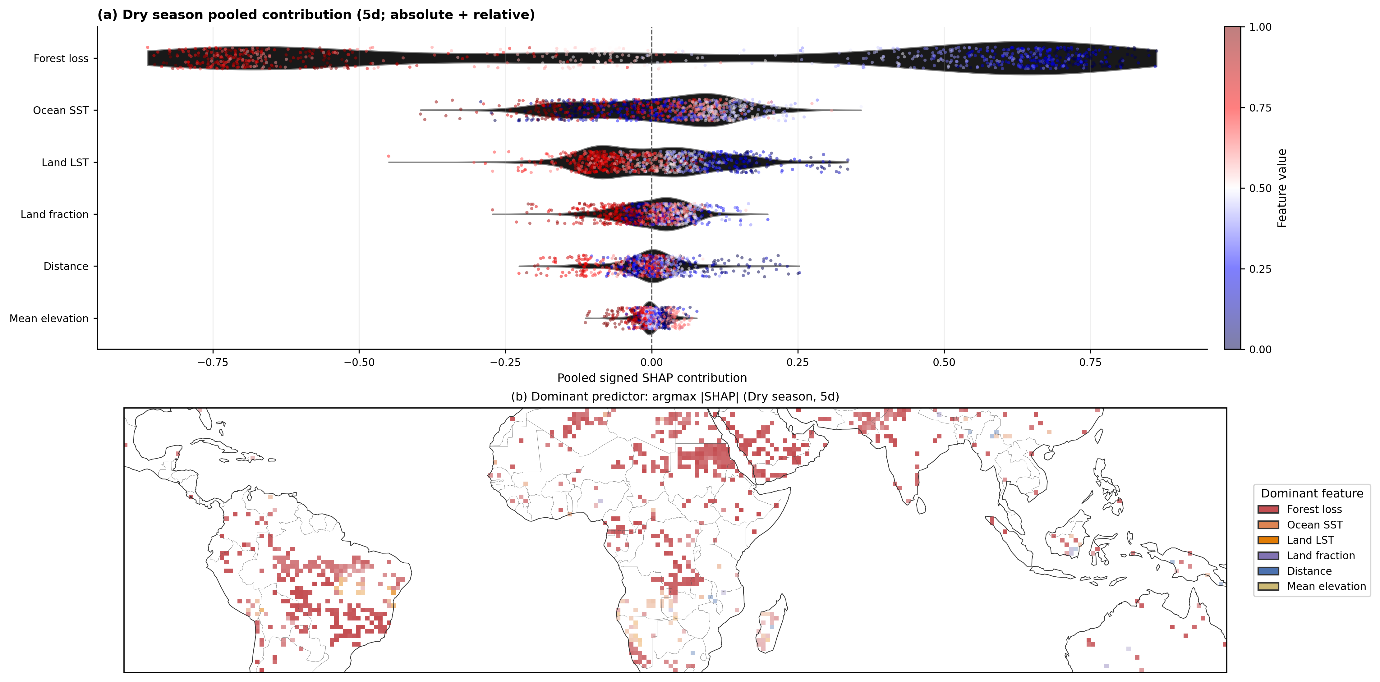 (a) Dry season pooled contribution (5d; absolute + relative)
Forest loss
Ocean SST
Land LST
Land fraction
Distance
Mean elevation
−0.75
−0.50
−0.25
0.00
0.25
0.50
0.75
Pooled signed SHAP contribution
1.00
0.75
0.50
0.25
0.00
Feature value
(b) Dominant predictor: argmax |SHAP| (Dry season, 5d)
Dominant feature
Forest loss
Ocean SST
Land LST
Land fraction
Distance
Mean elevation